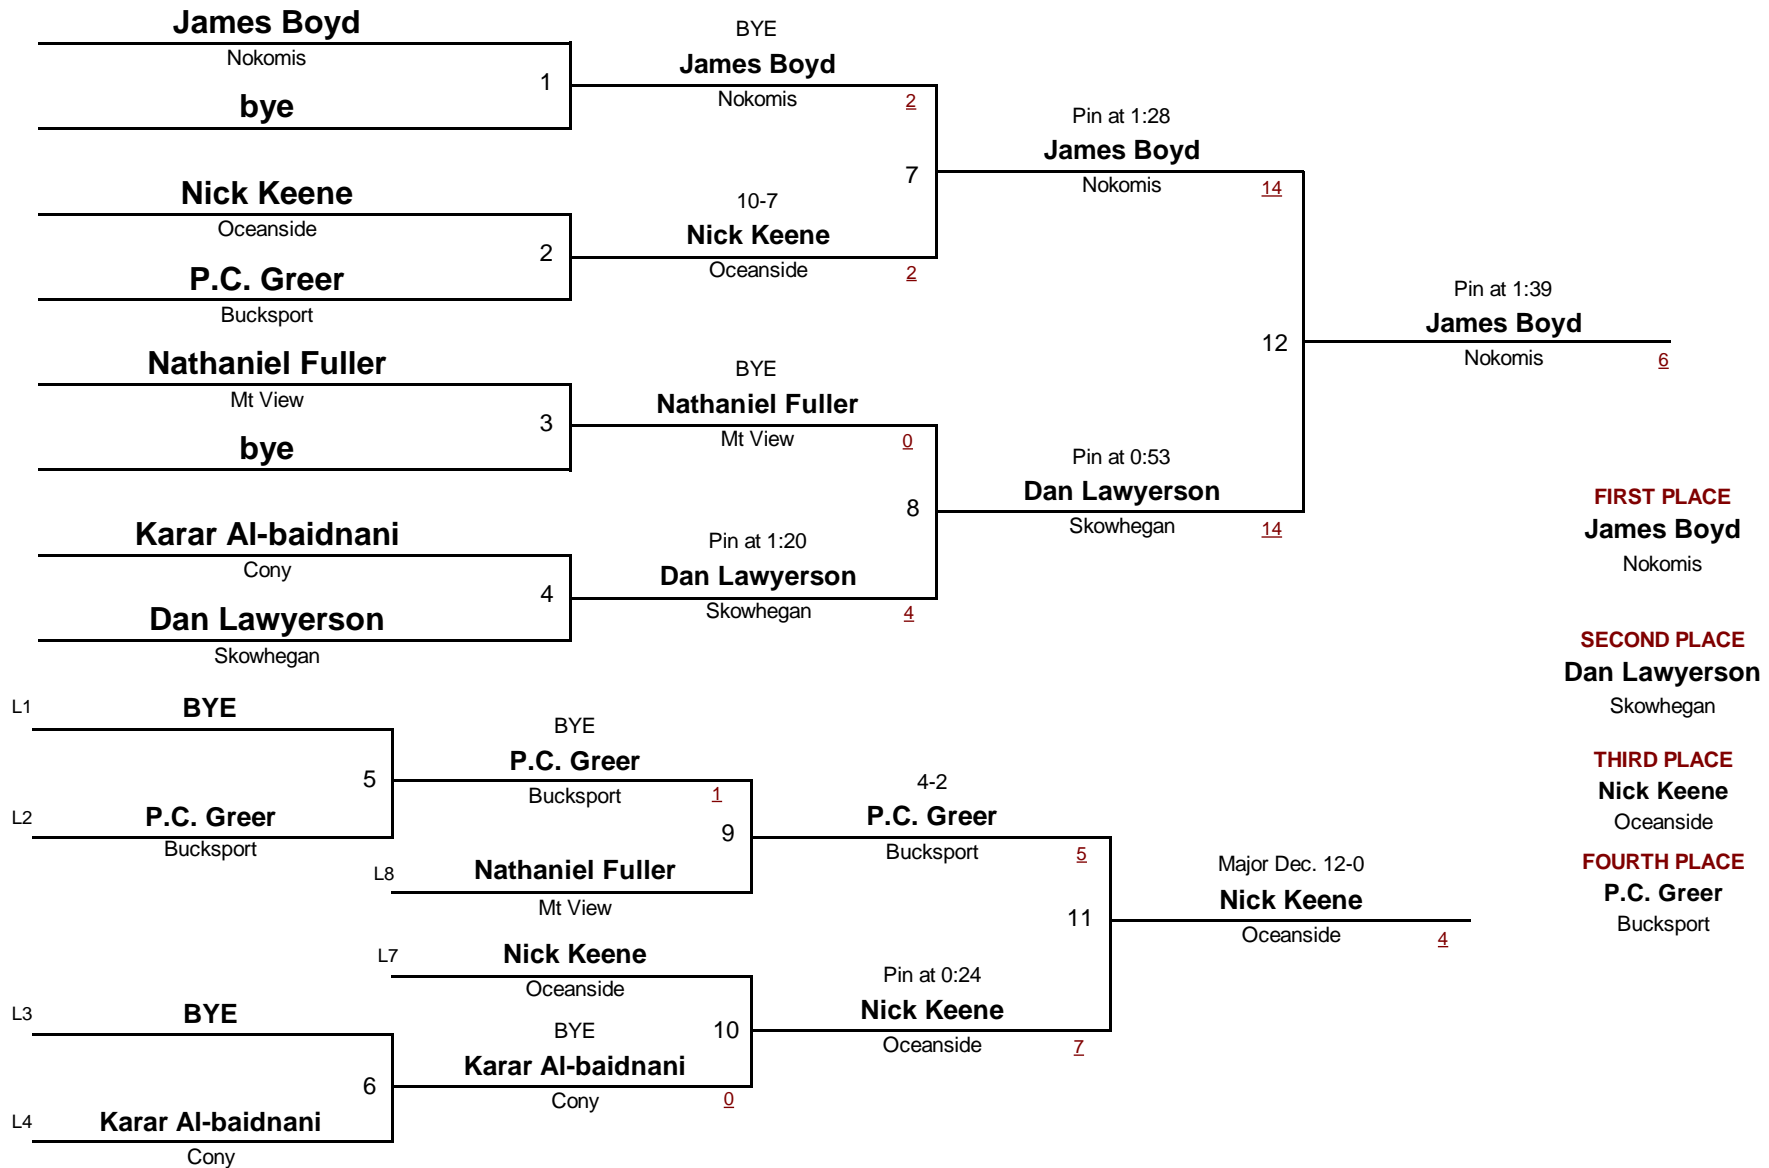 James Boyd
Nokomis
1
bye
BYE
James Boyd
Nokomis
2
Nick Keene
Oceanside
2
P.C. Greer
Bucksport
10-7
Nick Keene
Oceanside
2
7
Pin at 1:28
James Boyd
Nokomis
14
Nathaniel Fuller
Mt View
3
bye
BYE
Nathaniel Fuller
Mt View
0
Karar Al-baidnani
Cony
4
Dan Lawyerson
Skowhegan
Pin at 1:20
Dan Lawyerson
Skowhegan
4
8
Pin at 0:53
Dan Lawyerson
Skowhegan
14
12
Pin at 1:39
James Boyd
Nokomis
6
FIRST PLACE
James Boyd
Nokomis
SECOND PLACE
Dan Lawyerson
Skowhegan
THIRD PLACE
Nick Keene
Oceanside
FOURTH PLACE
P.C. Greer
Bucksport
L1
BYE
5
L2
P.C. Greer
Bucksport
BYE
P.C. Greer
Bucksport
1
9
L8
Nathaniel Fuller
Mt View
4-2
P.C. Greer
Bucksport
5
L7
Nick Keene
Oceanside
10
L3
BYE
6
L4
Karar Al-baidnani
Cony
BYE
Karar Al-baidnani
Cony
0
Pin at 0:24
Nick Keene
Oceanside
7
11
Major Dec. 12-0
Nick Keene
Oceanside
4